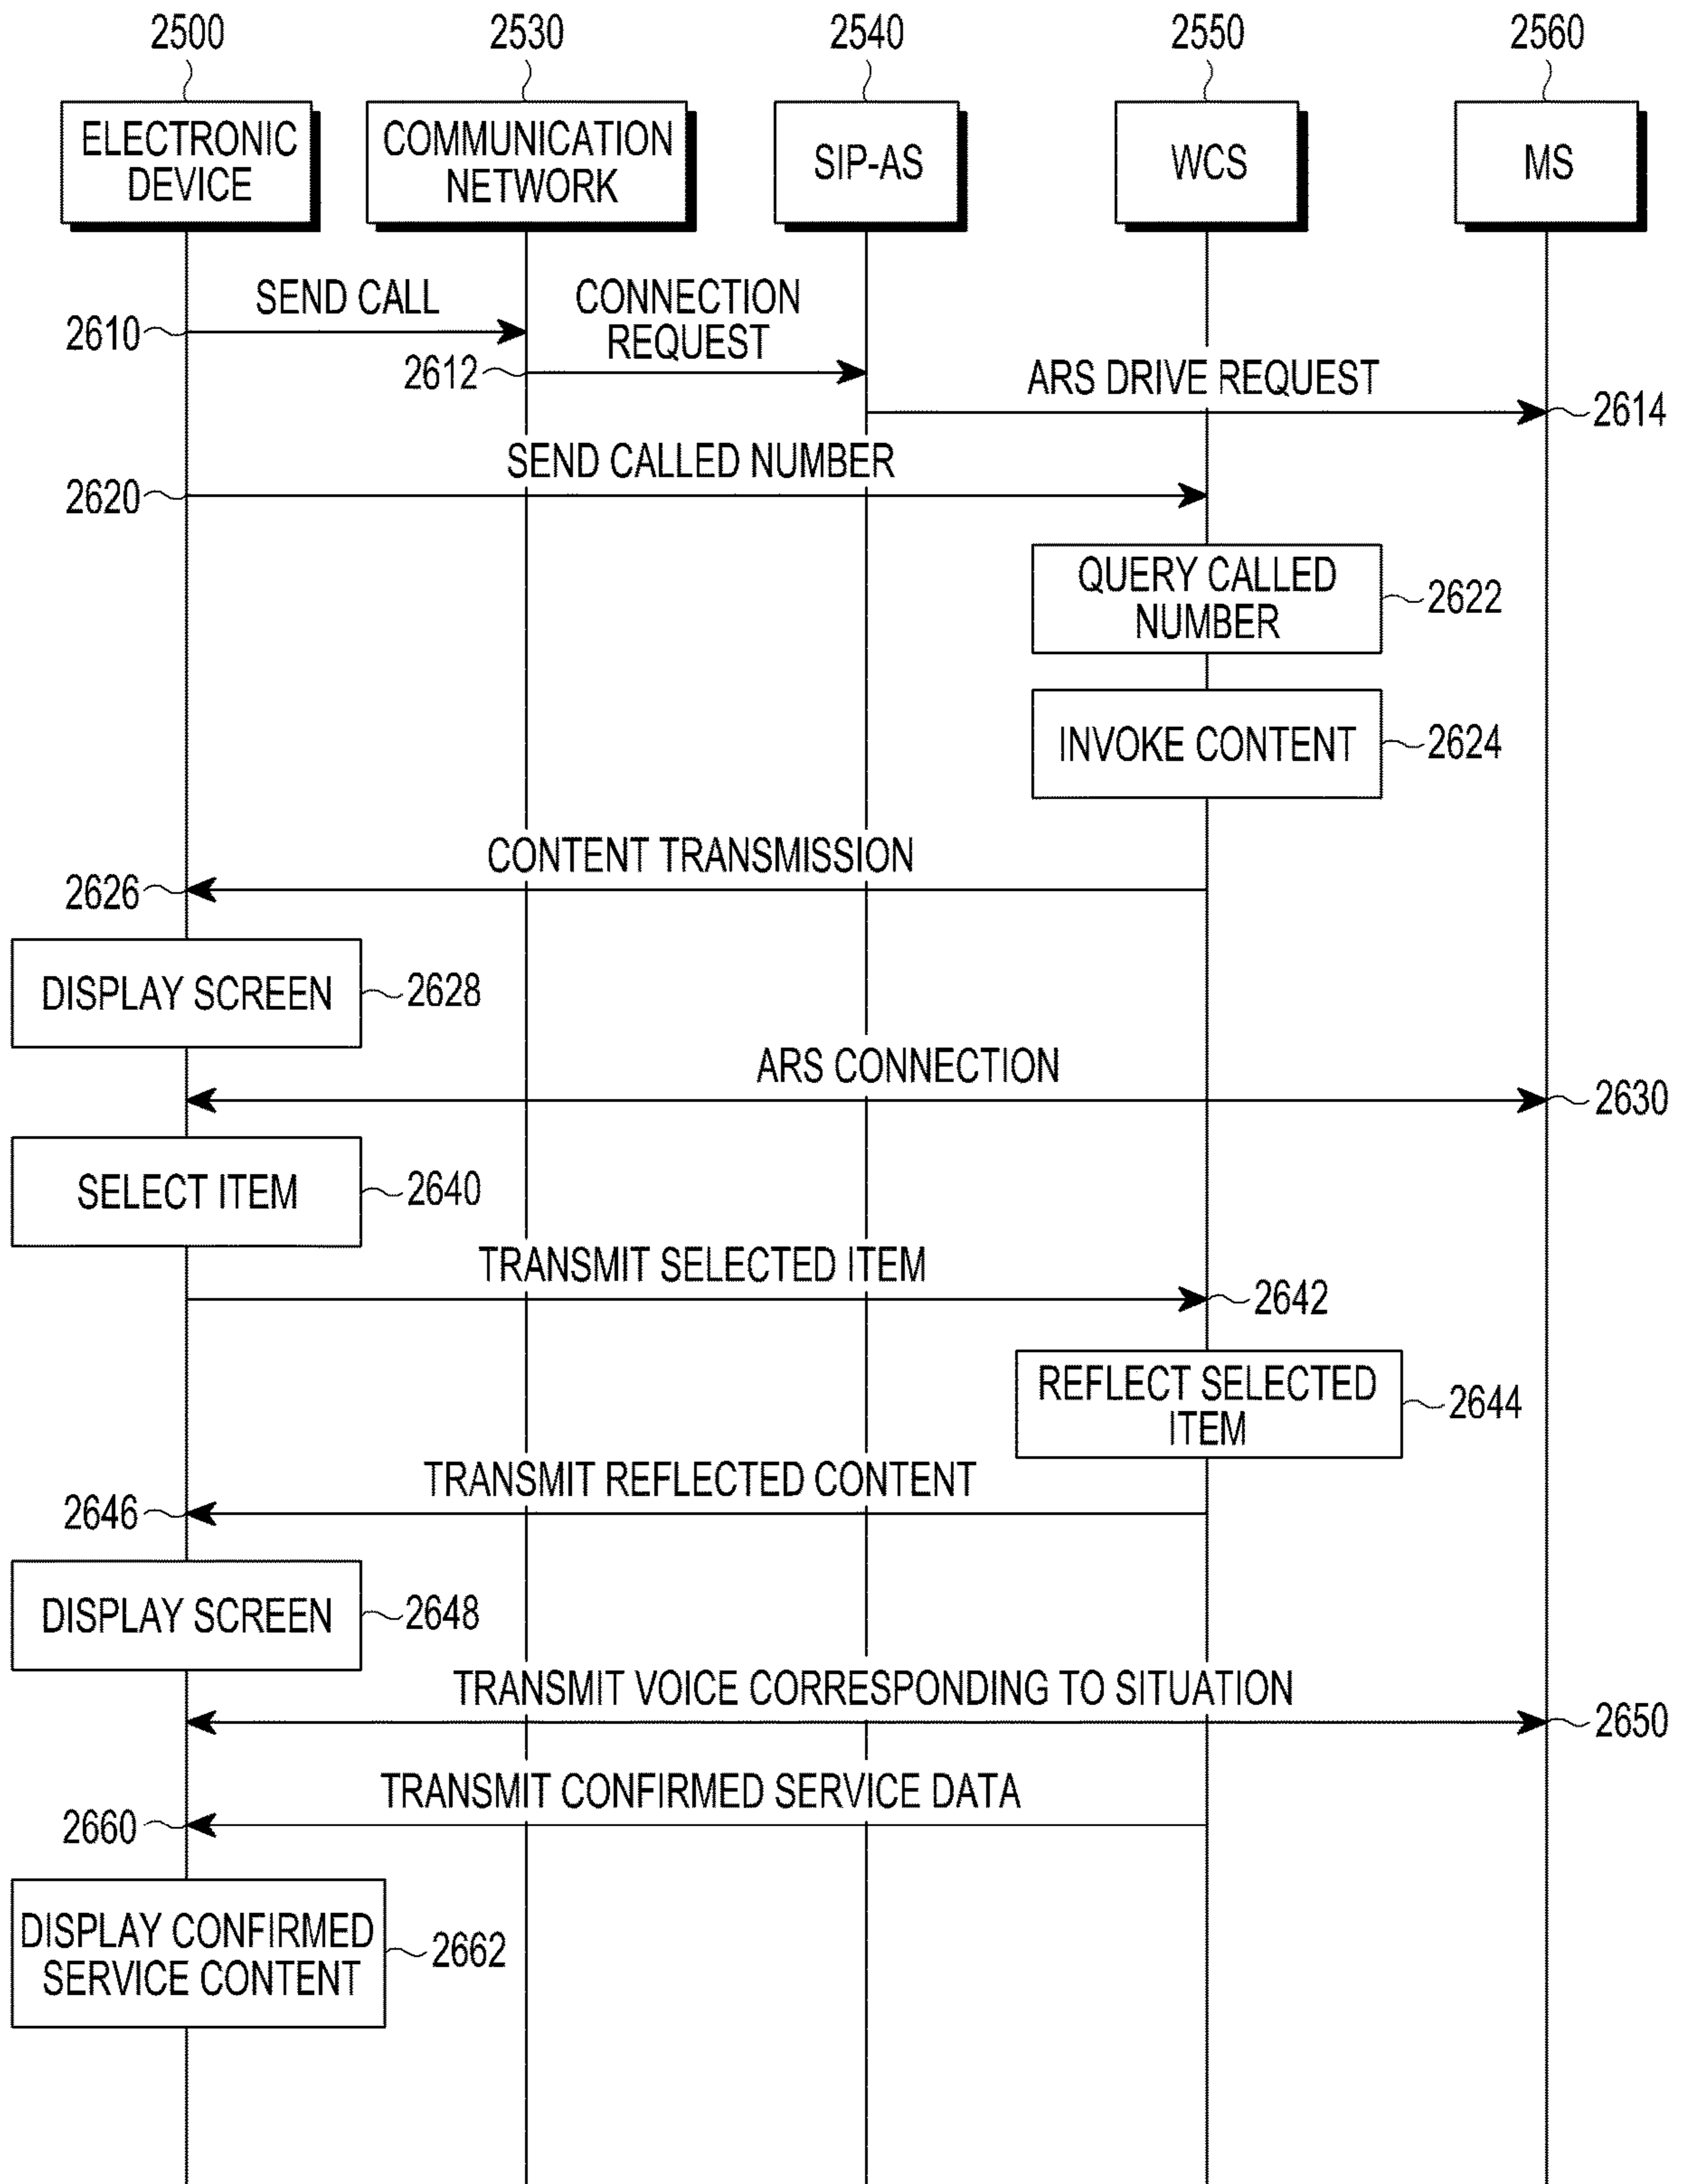 2500 2530 2540 2550 2560
ELECTRONIC
DEVICE
COMMUNICATION
NETWORK
SIP-AS
WCS
MS
SEND CALL
2610
CONNECTION
REQUEST
2612
ARS DRIVE REQUEST
2614
SEND CALLED NUMBER
2620
QUERY CALLED
NUMBER
2622
INVOKE CONTENT
2624
CONTENT TRANSMISSION
2626
DISPLAY SCREEN
2628
ARS CONNECTION
2630
SELECT ITEM
2640
TRANSMIT SELECTED ITEM
2642
REFLECT SELECTED
ITEM
2644
TRANSMIT REFLECTED CONTENT
2646
DISPLAY SCREEN
2648
TRANSMIT VOICE CORRESPONDING TO SITUATION
2650
TRANSMIT CONFIRMED SERVICE DATA
2660
DISPLAY CONFIRMED
SERVICE CONTENT
2662